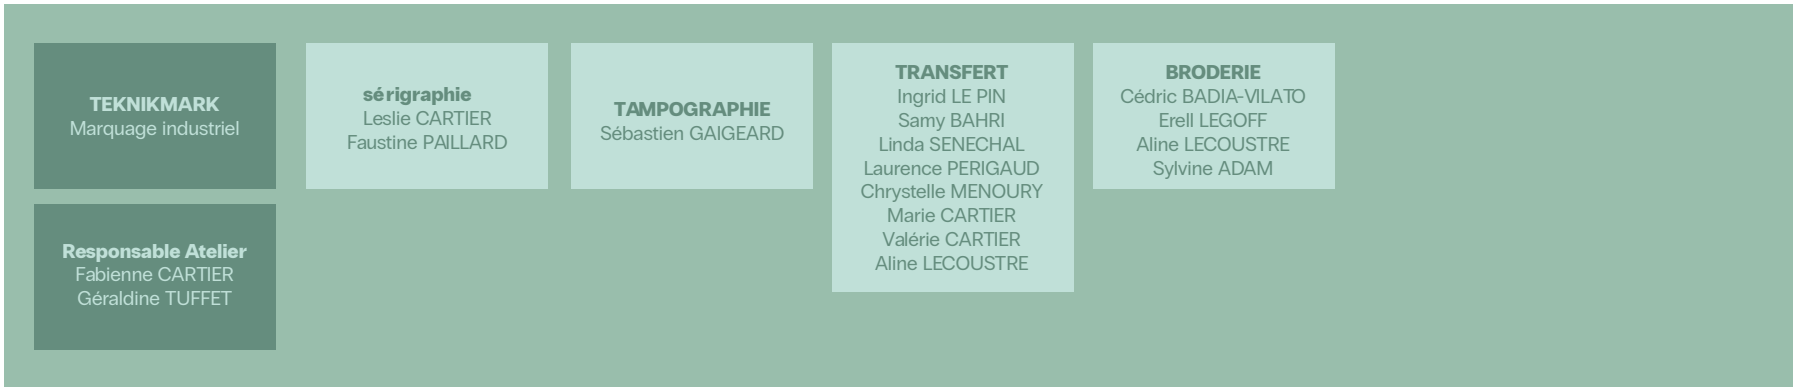 TEKNIKMARK
Marquage industriel
Responsable Atelier
Fabienne CARTIER
Géraldine TUFFET
sérigraphie
Leslie CARTIER
Faustine PAILLARD
TAMPOGRAPHIE
Sébastien GAIGEARD
TRANSFERT
Ingrid LE PIN
Samy BAHRI
Linda SENECHAL
Laurence PERIGAUD
Chrystelle MENOURY
Marie CARTIER
Valérie CARTIER
Aline LECOUSTRE
BRODERIE
Cédric BADIA-VILATO
Erell LEGOFF
Aline LECOUSTRE
Sylvine ADAM